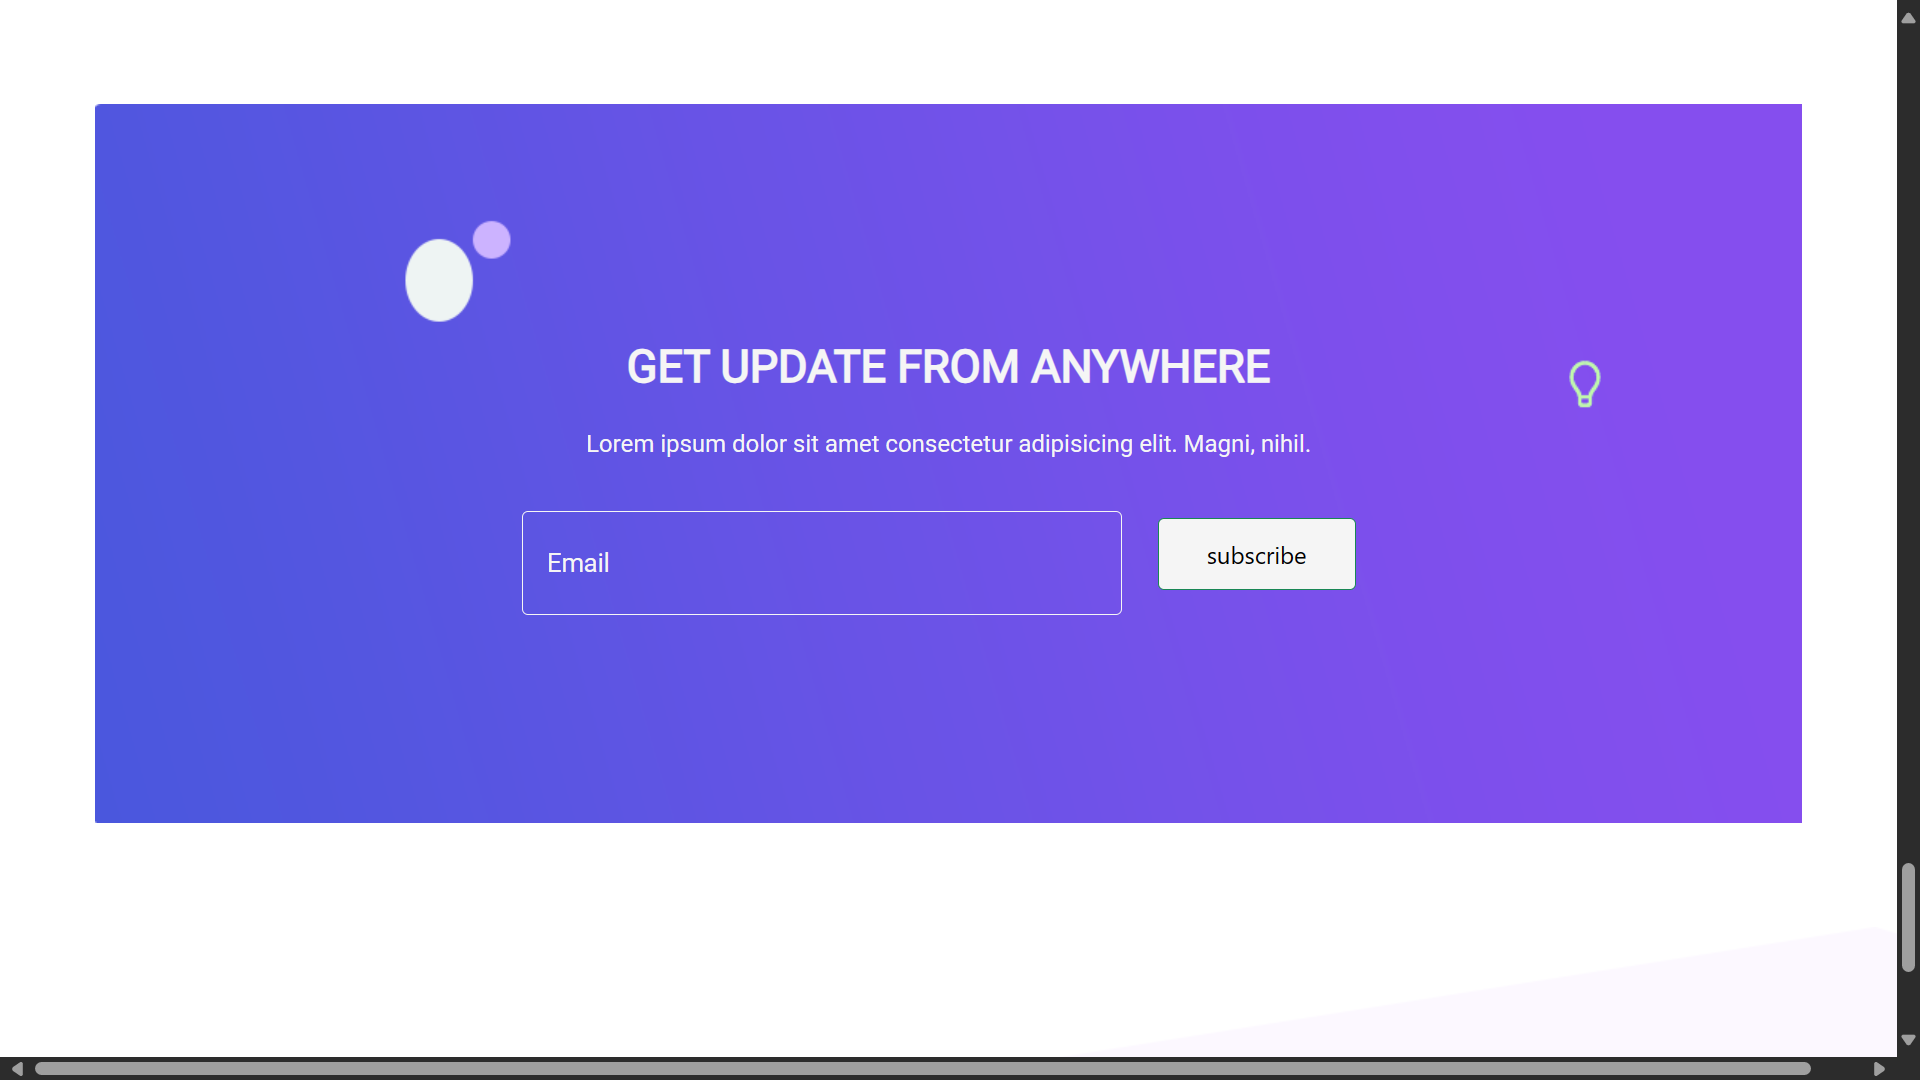 GET UPDATE FROM ANYWHERE
Lorem ipsum dolor sit amet consectetur adipisicing elit. Magni, nihil.
Email
subscribe